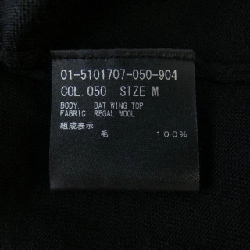 01-5101707-050-904
COL. 050 SIZE M
BODY. DAT WING TOP
FABRIC REGAL WOOL
組成表示
毛 100%